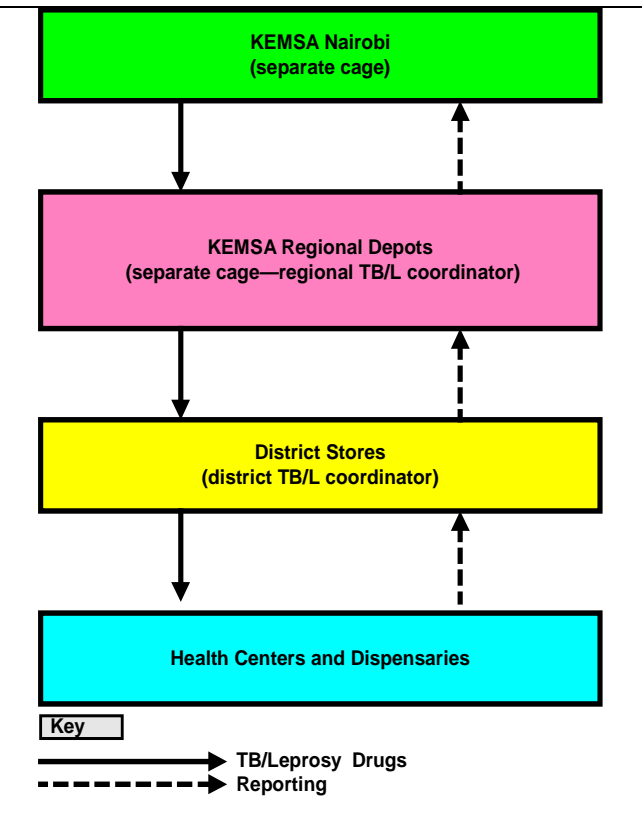 KEMSA Nairobi
(separate cage)
KEMSA Regional Depots
(separate cage—regional TB/L coordinator)
District Stores
(district TB/L coordinator)
Health Centers and Dispensaries
Key
TB/Leprosy Drugs
Reporting